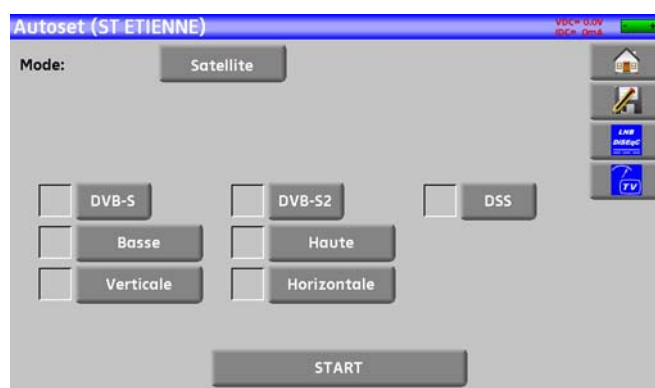 Autoset (ST ETIENNE)
VDC= 0.0V
IDC= 0mA
Mode: Satellite
LNB
DiSEqC
TV
DVB-S DVB-S2 DSS
Basse Haute
Verticale Horizontale
START